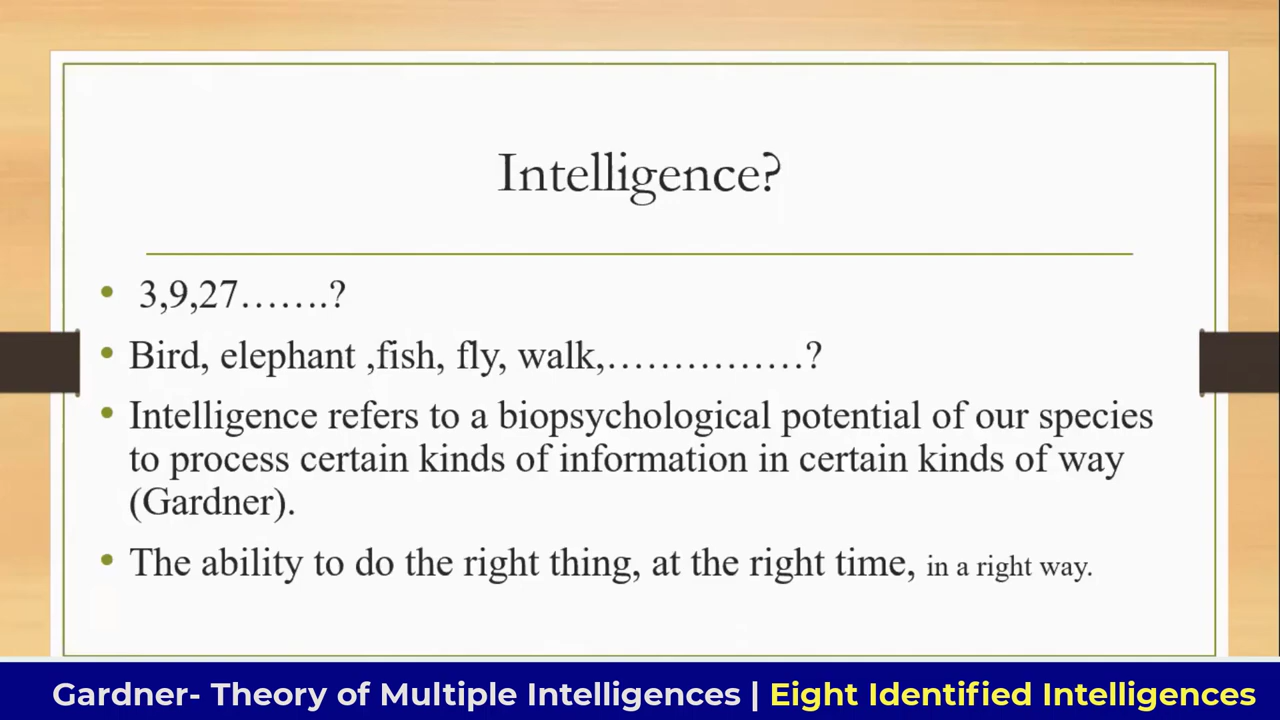 Intelligence?
• 3,9,27…….?
• Bird, elephant ,fish, fly, walk,……………?
• Intelligence refers to a biopsychological potential of our species
to process certain kinds of information in certain kinds of way
(Gardner).
• The ability to do the right thing, at the right time, in a right way.
Gardner- Theory of Multiple Intelligences | Eight Identified Intelligences